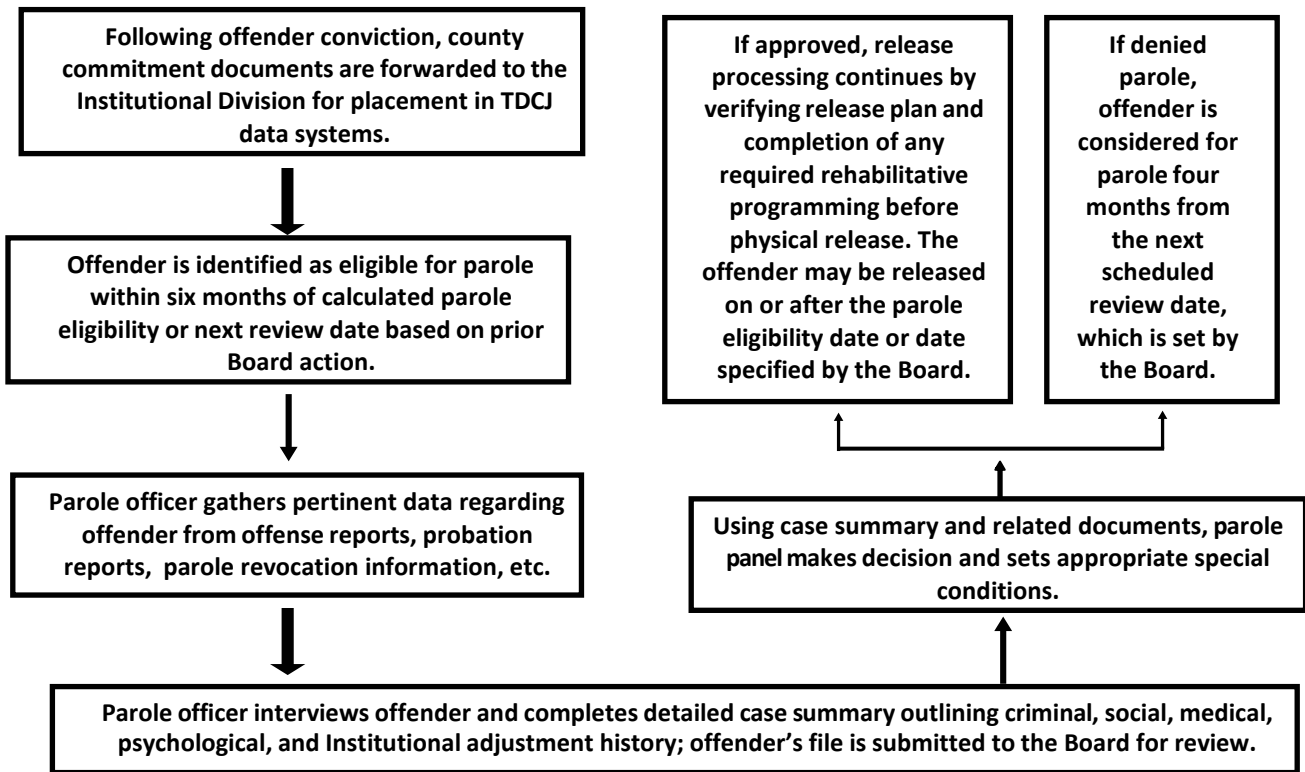 Following offender conviction, county
commitment documents are forwarded to the
Institutional Division for placement in TDCJ
data systems.
Offender is identified as eligible for parole
within six months of calculated parole
eligibility or next review date based on prior
Board action.
Parole officer gathers pertinent data regarding
offender from offense reports, probation
reports, parole revocation information, etc.
Parole officer interviews offender and completes detailed case summary outlining criminal, social, medical,
psychological, and Institutional adjustment history; offender’s file is submitted to the Board for review.
Using case summary and related documents, parole
panel makes decision and sets appropriate special
conditions.
If approved, release
processing continues by
verifying release plan and
completion of any
required rehabilitative
programming before
physical release. The
offender may be released
on or after the parole
eligibility date or date
specified by the Board.
If denied
parole,
offender is
considered for
parole four
months from
the next
scheduled
review date,
which is set by
the Board.